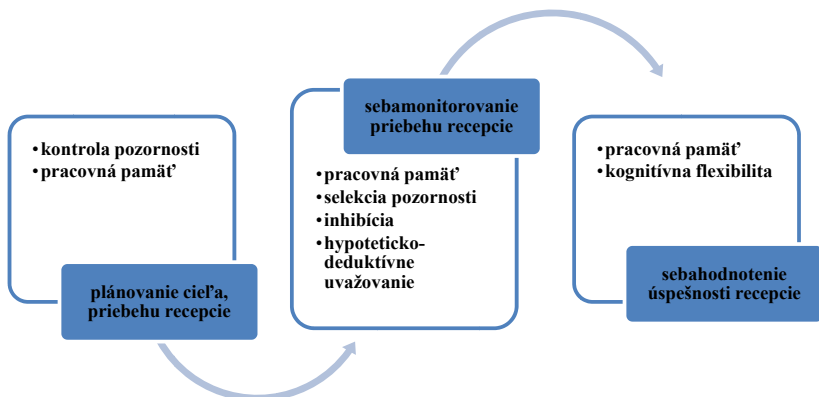 •kontrola pozornosti
•pracovná pamäť
plánovanie cieľa,
priebehu recepcie
sebamonitorovanie
priebehu recepcie
•pracovná pamäť
•selekcia pozornosti
•inhibícia
•hypoteticko-
deduktívne
uvažovanie
•pracovná pamäť
•kognitívna flexibilita
sebahodnotenie
úspešnosti recepcie